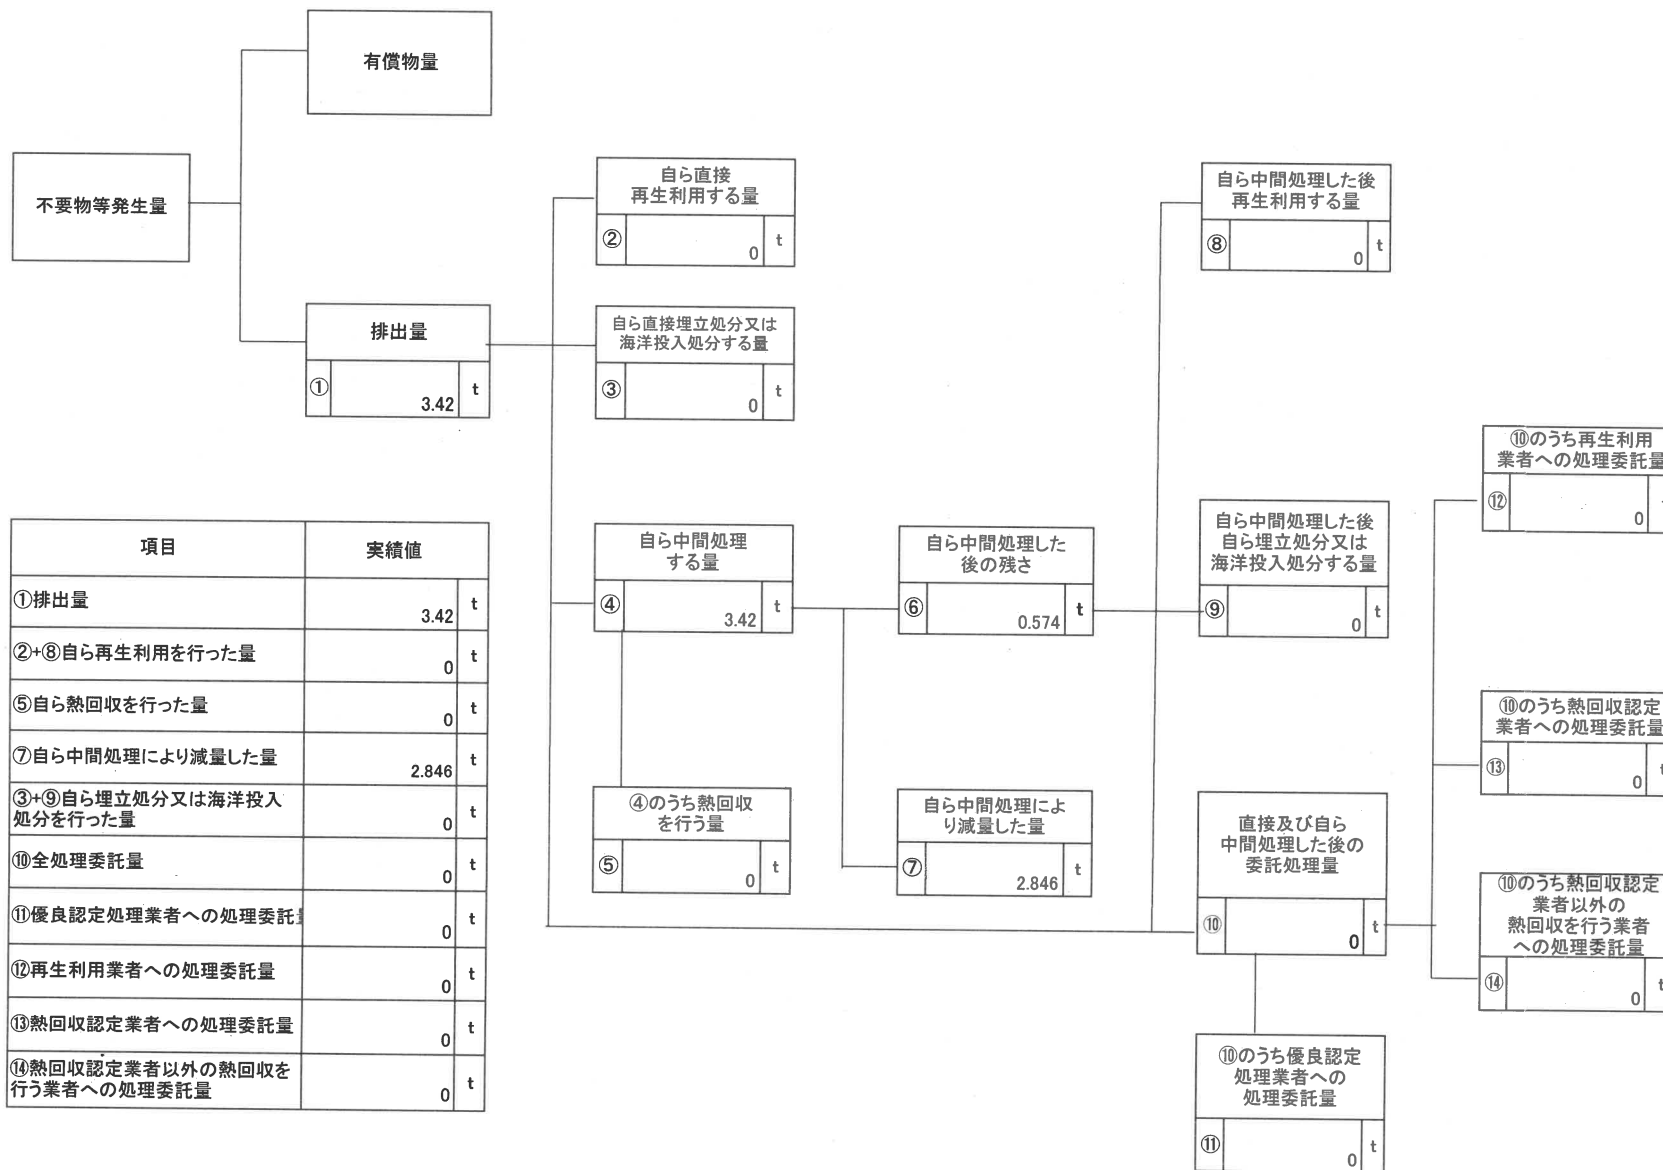 有償物量
不要物等発生量
排出量
① 3.42 t
自ら直接
再生利用する量
② 0 t
自ら直接埋立処分又は
海洋投入処分する量
③ 0 t
自ら中間処理
する量
④ 3.42 t
④のうち熱回収
を行う量
⑤ 0 t
自ら中間処理した
後の残さ
⑥ 0.574 t
自ら中間処理によ
り減量した量
⑦ 2.846 t
自ら中間処理した後
再生利用する量
⑧ 0 t
自ら中間処理した後
自ら埋立処分又は
海洋投入処分する量
⑨ 0 t
直接及び自ら
中間処理した後の
委託処理量
⑩ 0 t
⑩のうち優良認定
処理業者への
処理委託量
⑪ 0 t
⑩のうち再生利用
業者への処理委託量
⑫ 0
⑩のうち熱回収認定
業者への処理委託量
⑬ 0 t
⑩のうち熱回収認定
業者以外の
熱回収を行う業者
への処理委託量
⑭ 0 t
項目 実績値
①排出量 3.42 t
②+⑧自ら再生利用を行った量 0 t
⑤自ら熱回収を行った量 0 t
⑦自ら中間処理により減量した量 2.846 t
③+⑨自ら埋立処分又は海洋投入
処分を行った量 0 t
⑩全処理委託量 0 t
⑪優良認定処理業者への処理委託 0 t
⑫再生利用業者への処理委託量 0 t
⑬熱回収認定業者への処理委託量 0 t
⑭熱回収認定業者以外の熱回収を
行う業者への処理委託量 0 t